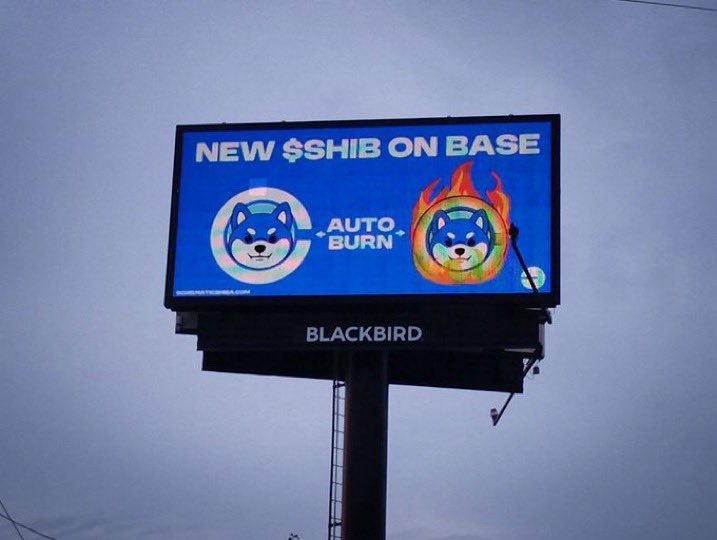 NEW $SHIB ON BASE
AUTO
BURN
BLACKBIRD